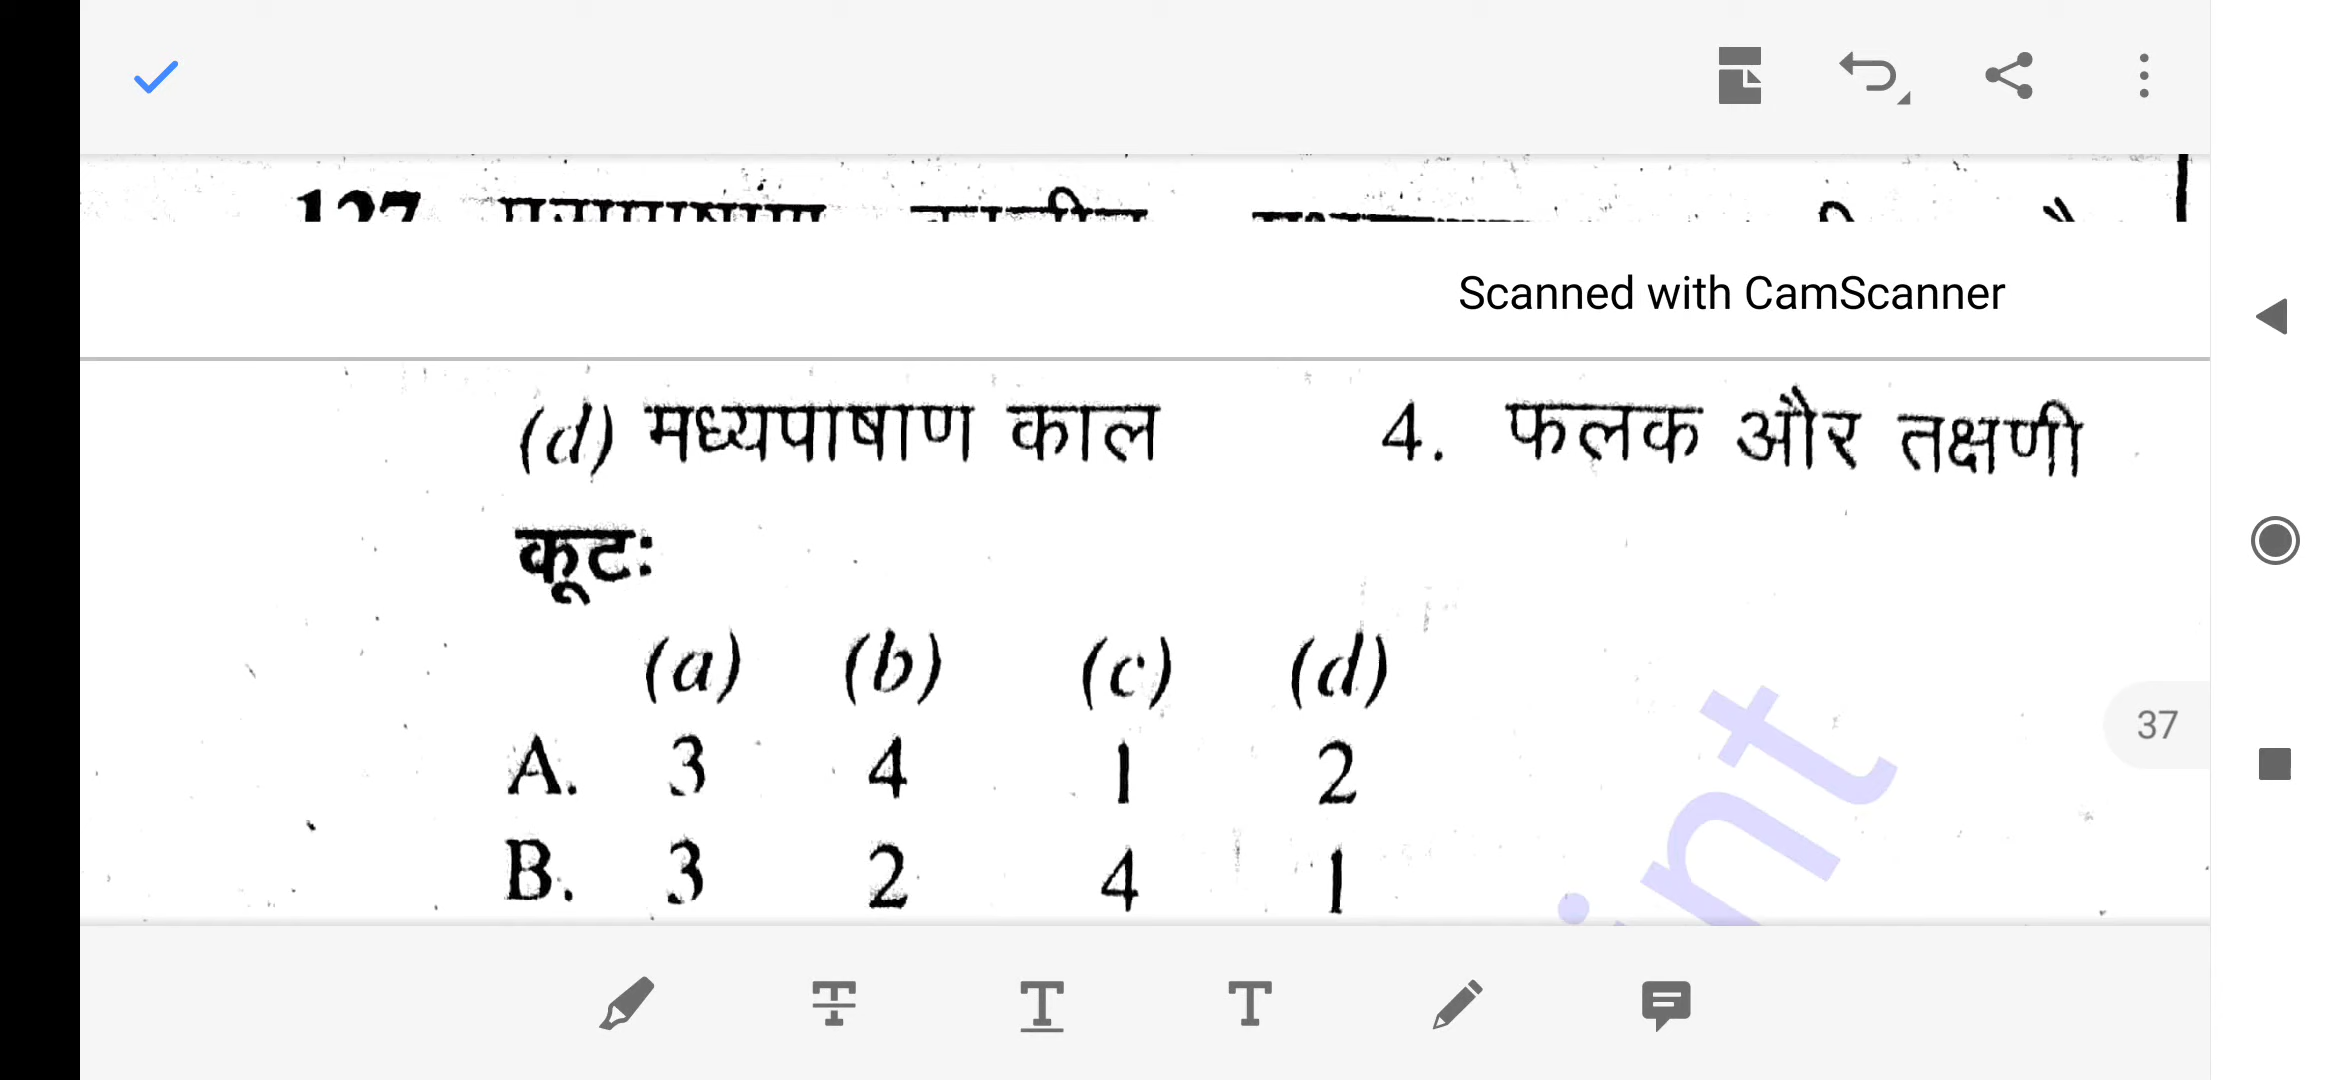 Scanned with CamScanner
(d) मध्यपाषाण काल 4. फलक और तक्षणी
कूटः
(a) (b) (c) (d)
A. 3 4 1 2
37
B. 3 2 4 1